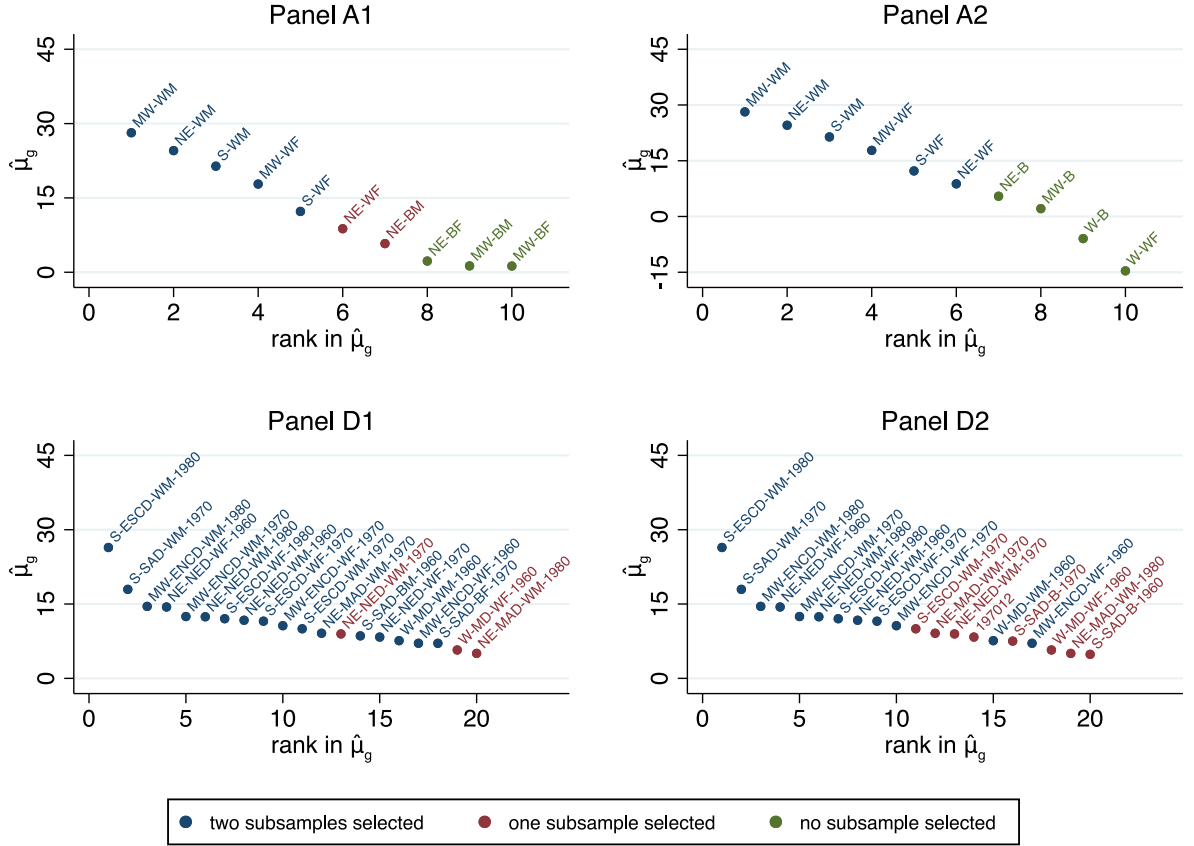 Panel A1
μ̂g
45
30
15
0
MW-WM
NE-WM
S-WM
MW-WF
S-WF
NE-WF
NE-BM
NE-BF
MW-BM
MW-BF
0 2 4 6 8 10
rank in μ̂g
Panel A2
μ̂g
45
30
15
0
-15
MW-WM
NE-WM
S-WM
MW-WF
S-WF
NE-WF
NE-B
MW-B
W-B
W-WF
0 2 4 6 8 10
rank in μ̂g
Panel D1
μ̂g
45
30
15
0
S-ESCD-WM-1980
S-SAD-WM-1970
MW-ENCD-WM-1980
NE-NED-WF-1960
MW-ENCD-WM-1970
NE-NED-WM-1980
S-ESCD-WF-1980
NE-NED-WM-1960
S-ESCD-WF-1970
MW-ENCD-WF-1970
S-ESCD-WM-1970
NE-MAD-WM-1970
NE-NED-WM-1970
S-SAD-BM-1960
NE-NED-WF-1970
W-MD-WM-1960
MW-ENCD-WF-1960
S-SAD-BF-1970
W-MD-WF-1960
NE-MAD-WM-1980
0 5 10 15 20
rank in μ̂g
Panel D2
μ̂g
45
30
15
0
S-ESCD-WM-1980
S-SAD-WM-1970
MW-ENCD-WM-1980
NE-NED-WF-1960
MW-ENCD-WM-1970
NE-NED-WM-1980
S-ESCD-WF-1980
NE-NED-WM-1960
S-ESCD-WF-1970
MW-ENCD-WF-1970
S-ESCD-WM-1970
NE-MAD-WM-1970
NE-NED-WM-1970
197012
W-MD-WM-1960
S-SAD-B-1970
MW-ENCD-WF-1960
W-MD-WF-1960
NE-MAD-WM-1980
S-SAD-B-1960
0 5 10 15 20
rank in μ̂g
two subsamples selected one subsample selected no subsample selected